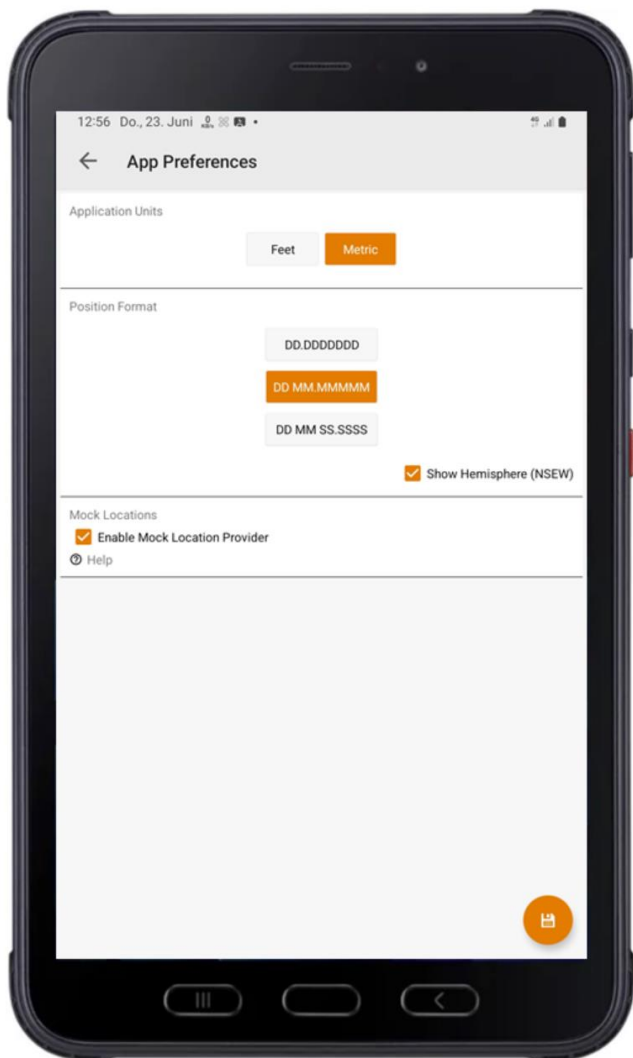 12:56 Do., 23. Juni
App Preferences
Application Units
Feet Metric
Position Format
DD.DDDDDDD
DD MM.MMMMM
DD MM SS.SSSS
Show Hemisphere (NSEW)
Mock Locations
Enable Mock Location Provider
Help